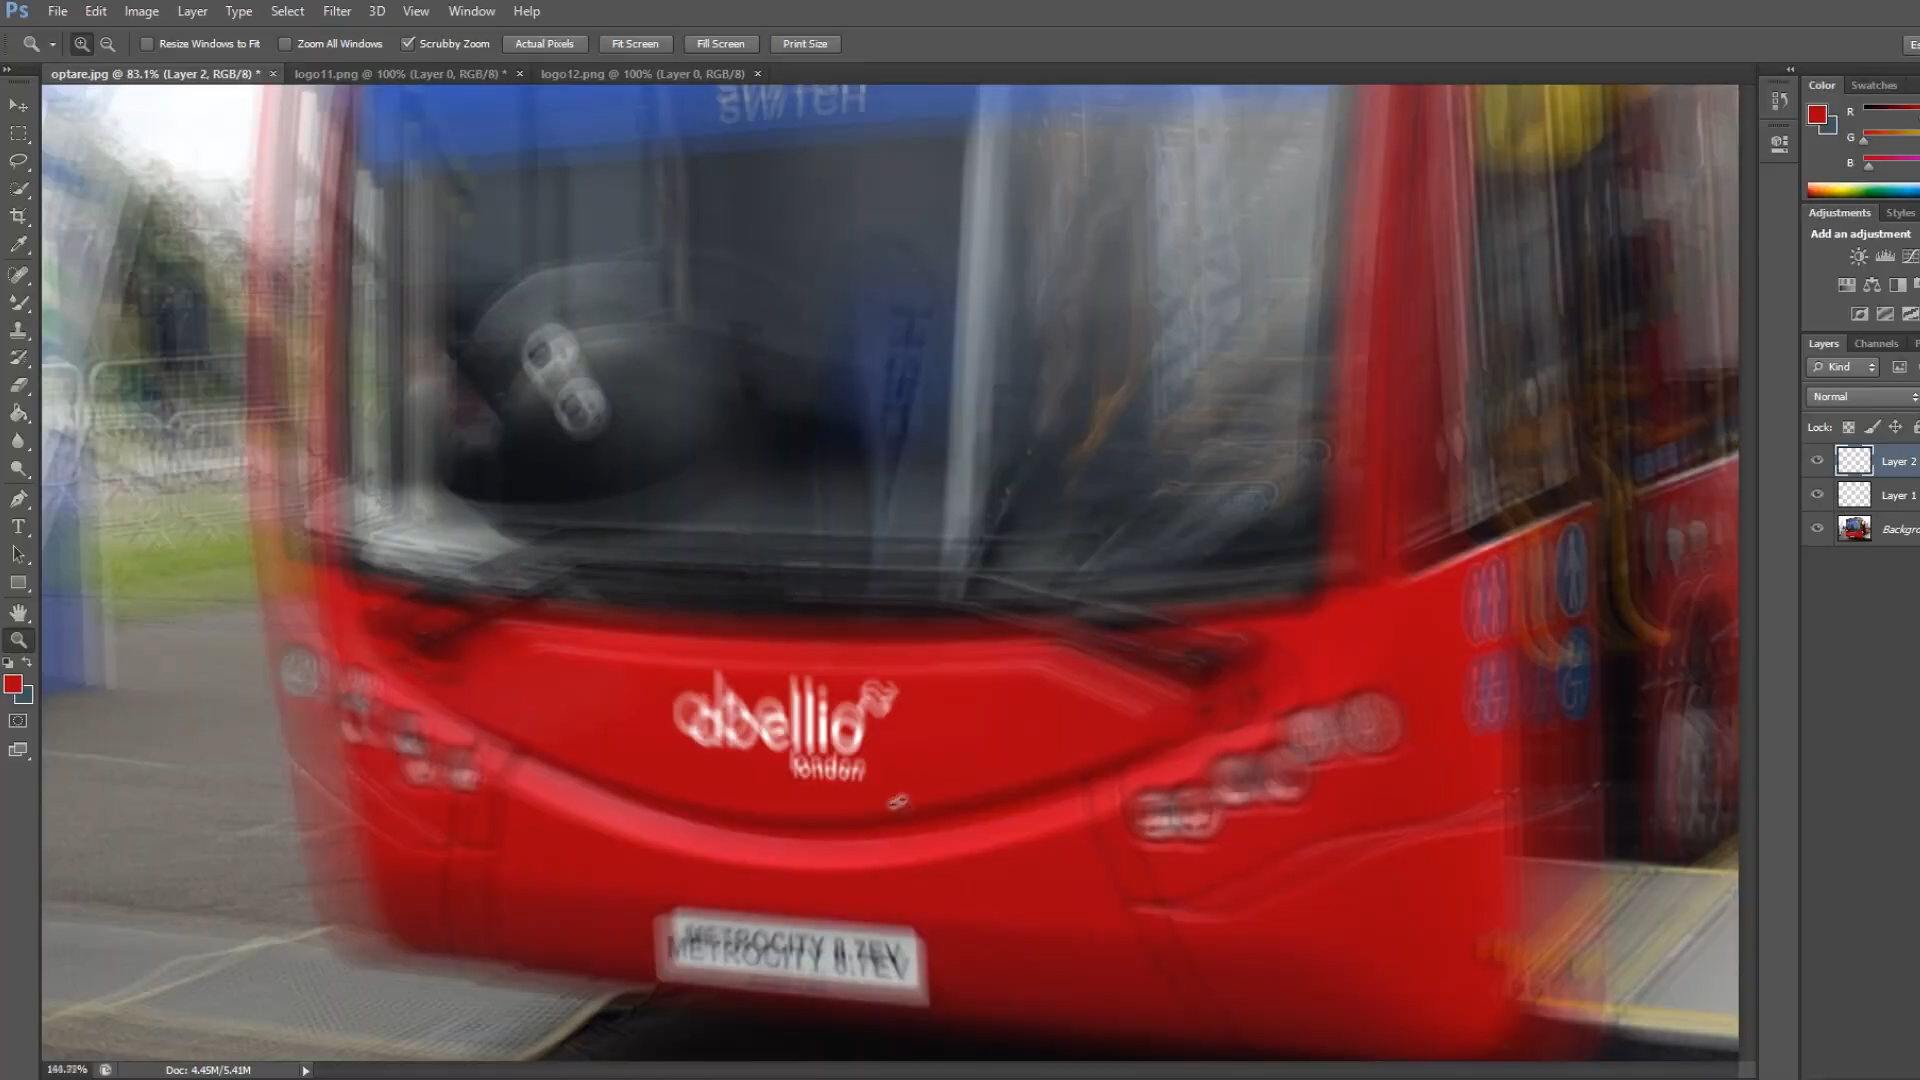 Ps File Edit Image Layer Type Select Filter 3D View Window Help
Resize Windows to Fit Zoom All Windows Scrubby Zoom Actual Pixels Fit Screen Fill Screen Print Size
optare.jpg @ 83.1% (Layer 2, RGB/8) * × logo11.png @ 100% (Layer 0, RGB/8) * × logo12.png @ 100% (Layer 0, RGB/8) ×
Color Swatches
R
G
B
Adjustments Styles
Add an adjustment
Layers Channels
Kind
Normal
Lock:
Layer 2
Layer 1
SWITCH
abellio
london
METROCITY
T
Doc: 4.45M/5.41M